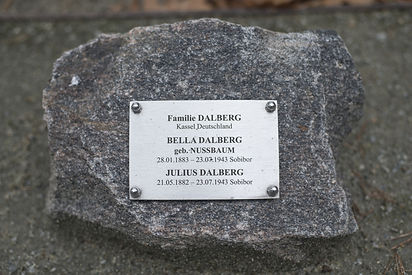 Familie DALBERG
Kassel Deutschland
BELLA DALBERG
geb. NUSSBAUM
28.01.1883 – 23.07.1943 Sobibor
JULIUS DALBERG
21.05.1882 – 23.07.1943 Sobibor